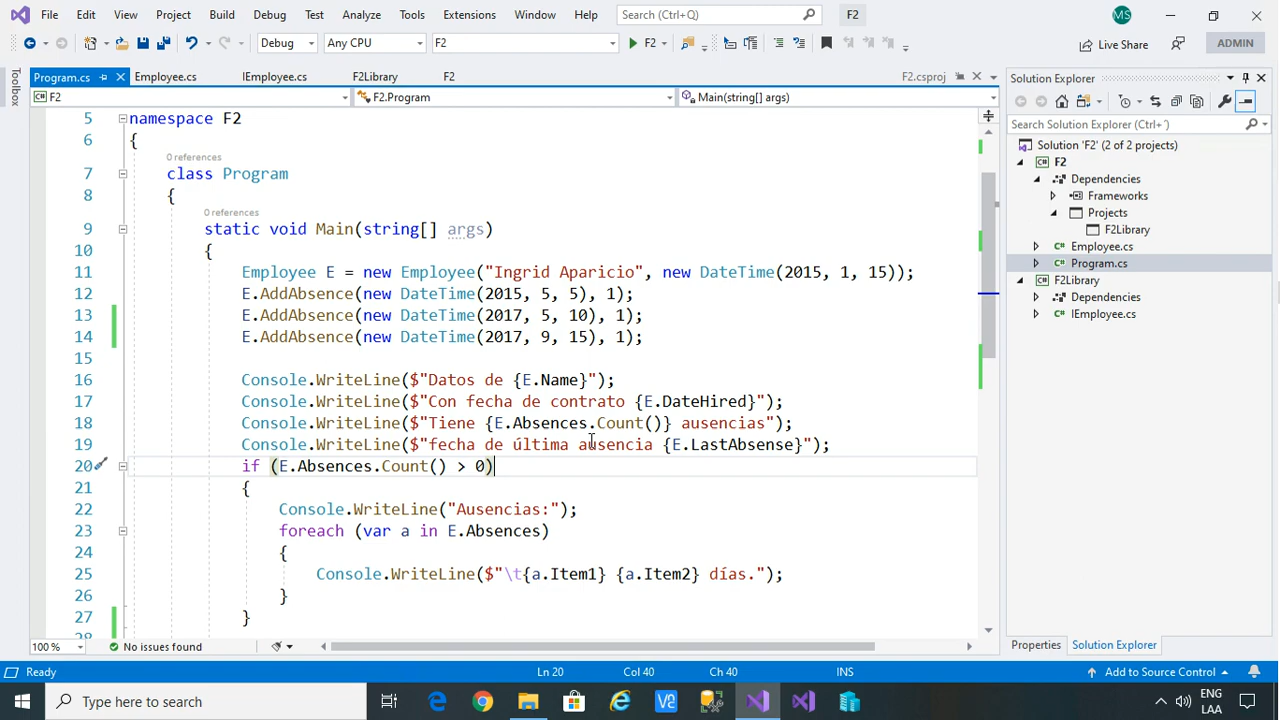 File Edit View Project Build Debug Test Analyze Tools Extensions Window Help Search (Ctrl+Q) F2 MS
Debug Any CPU F2 F2 Live Share ADMIN
Toolbox
Program.cs Employee.cs IEmployee.cs F2Library F2 F2.csproj
F2 F2.Program Main(string[] args)
5 namespace F2
6 {
0 references
7 class Program
8 {
0 references
9 static void Main(string[] args)
10 {
11 Employee E = new Employee("Ingrid Aparicio", new DateTime(2015, 1, 15));
12 E.AddAbsence(new DateTime(2015, 5, 5), 1);
13 E.AddAbsence(new DateTime(2017, 5, 10), 1);
14 E.AddAbsence(new DateTime(2017, 9, 15), 1);
15
16 Console.WriteLine($"Datos de {E.Name}");
17 Console.WriteLine($"Con fecha de contrato {E.DateHired}");
18 Console.WriteLine($"Tiene {E.Absences.Count()} ausencias");
19 Console.WriteLine($"fecha de última ausencia {E.LastAbsense}");
20 if (E.Absences.Count() > 0)
21 {
22 Console.WriteLine("Ausencias:");
23 foreach (var a in E.Absences)
24 {
25 Console.WriteLine($"\t{a.Item1} {a.Item2} días.");
26 }
27 }
28
100 % No issues found
Solution Explorer
Search Solution Explorer (Ctrl+´)
Solution 'F2' (2 of 2 projects)
F2
Dependencies
Frameworks
Projects
F2Library
Employee.cs
Program.cs
F2Library
Dependencies
IEmployee.cs
Properties Solution Explorer
Ready Ln 20 Col 40 Ch 40 INS Add to Source Control
Type here to search ENG
LAA